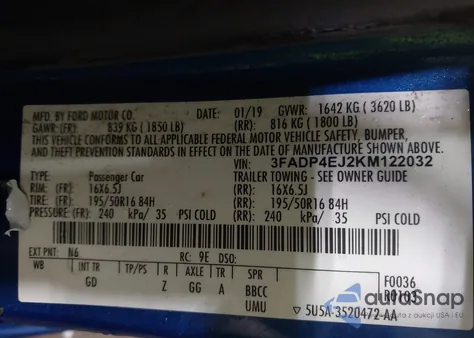 MFD. BY FORD MOTOR CO. DATE: 01/19 GVWR: 1642 KG ( 3620 LB)
GAWR: (FR): 839 KG ( 1850 LB) (RR): 816 KG ( 1800 LB)
THIS VEHICLE CONFORMS TO ALL APPLICABLE FEDERAL MOTOR VEHICLE SAFETY, BUMPER,
AND THEFT PREVENTION STANDARDS IN EFFECT ON THE DATE OF MANUFACTURE SHOWN ABOVE.
VIN: 3FADP4EJ2KM122032
TYPE: Passenger Car TRAILER TOWING - SEE OWNER GUIDE
RIM: (FR): 16X6.5J (RR): 16X6.5J
TIRE: (FR): 195/50R16 84H (RR): 195/50R16 84H
PRESSURE: (FR): 240 kPa/ 35 PSI COLD (RR): 240 kPa/ 35 PSI COLD
EXT PNT: N6 RC: 9E DSO:
WB INT TR TP/PS R AXLE TR SPR F0036
GD Z GG A BBCC R0103
UMU 5U5A-3520472-AA
autoSnap
Статистика з аукціонів США - EU